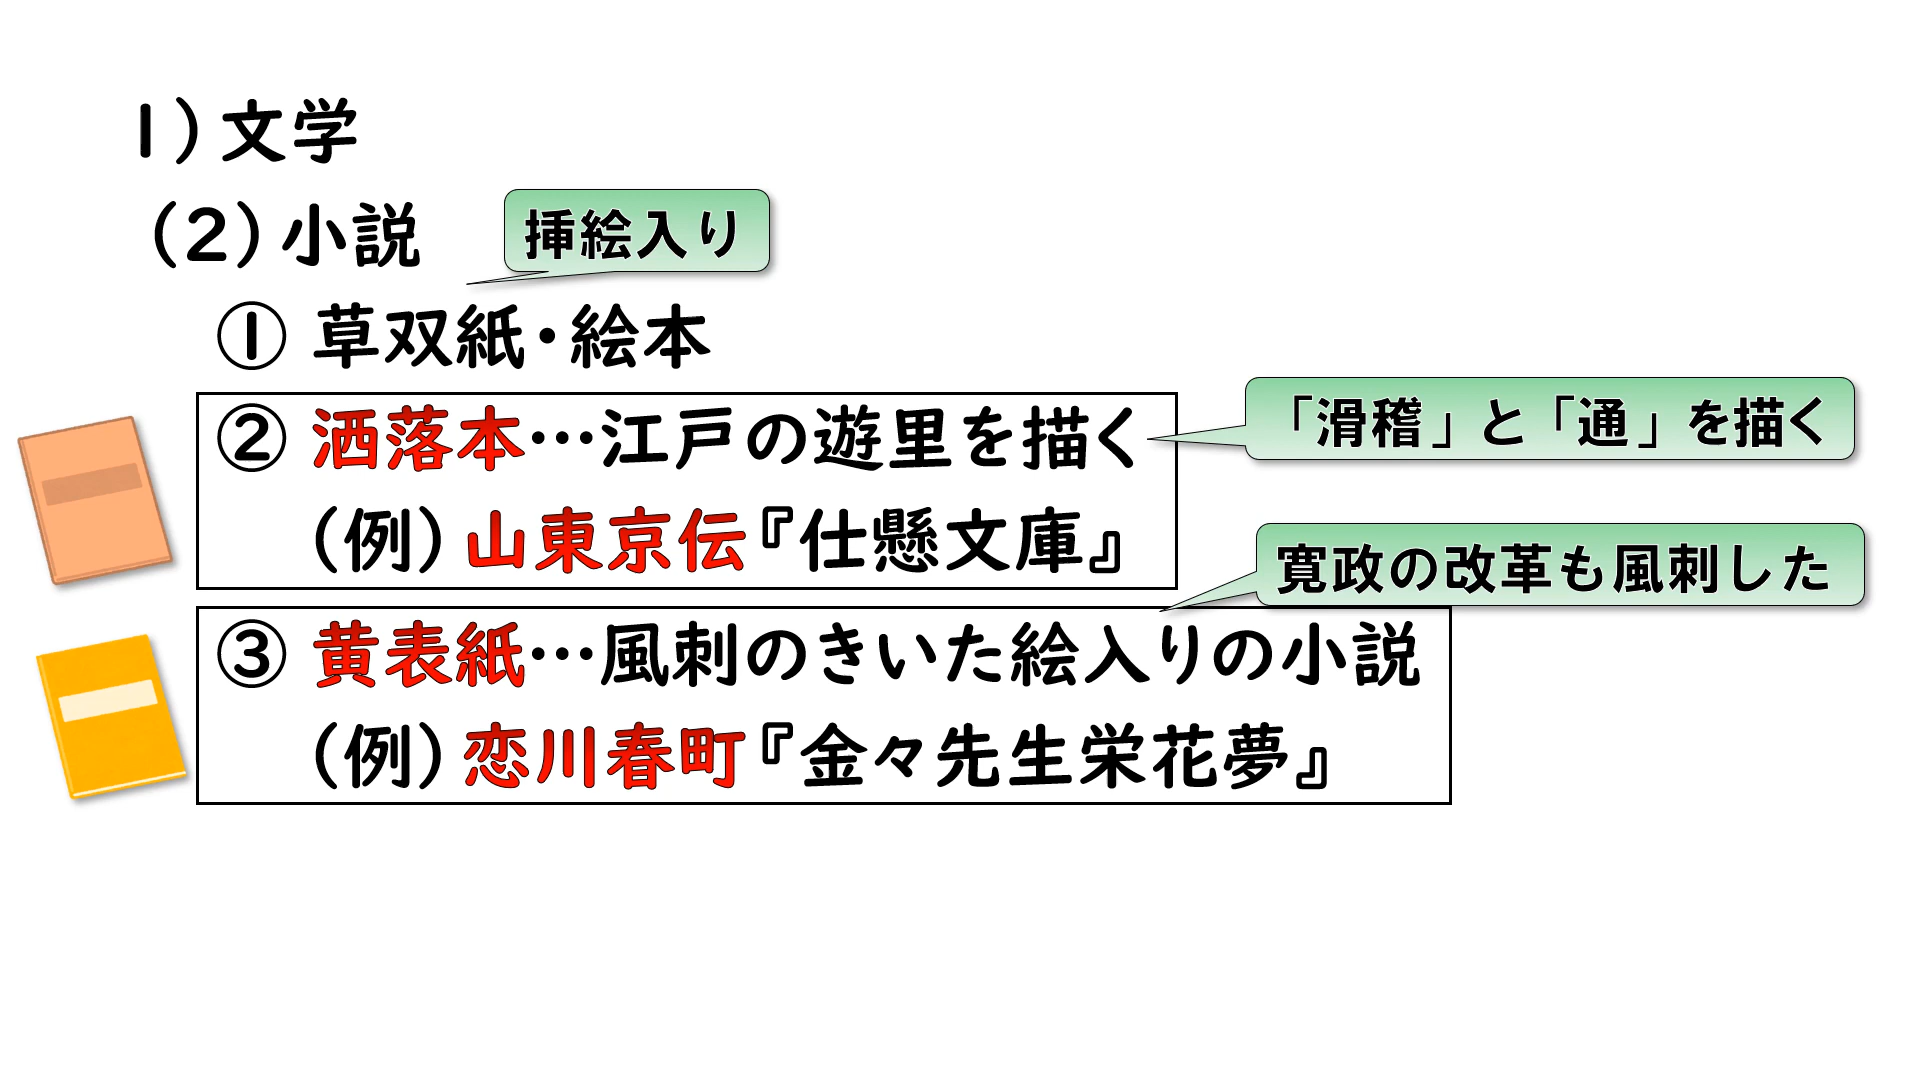 1）文学
（2）小説
挿絵入り
① 草双紙・絵本
② 洒落本…江戸の遊里を描く
「滑稽」と「通」を描く
（例）山東京伝『仕懸文庫』
寛政の改革も風刺した
③ 黄表紙…風刺のきいた絵入りの小説
（例）恋川春町『金々先生栄花夢』